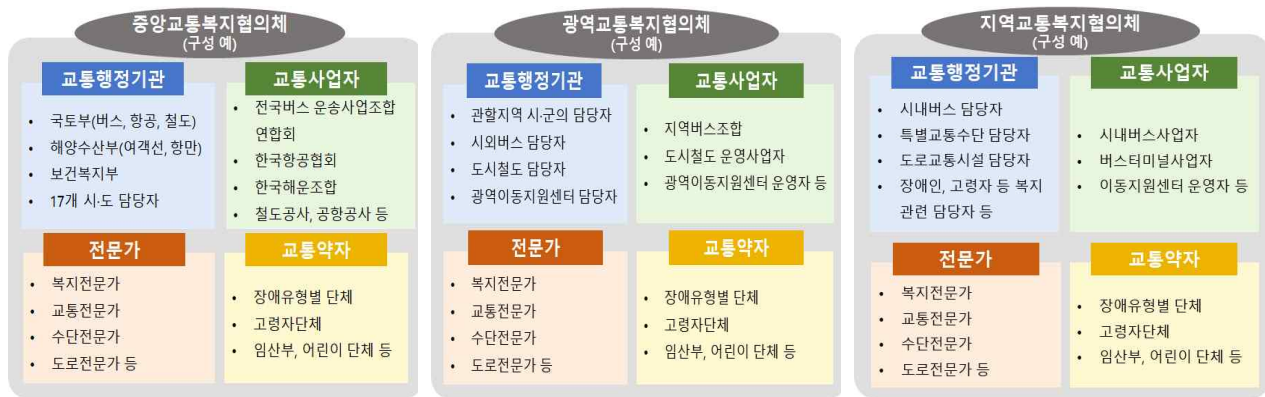 중앙교통복지협의체
(구성 예)
교통행정기관
• 국토부(버스, 항공, 철도)
• 해양수산부(여객선, 항만)
• 보건복지부
• 17개 시·도 담당자
교통사업자
• 전국버스 운송사업조합
연합회
• 한국항공협회
• 한국해운조합
• 철도공사, 공항공사 등
전문가
• 복지전문가
• 교통전문가
• 수단전문가
• 도로전문가 등
교통약자
• 장애유형별 단체
• 고령자단체
• 임산부, 어린이 단체 등
광역교통복지협의체
(구성 예)
교통행정기관
• 관할지역 시·군의 담당자
• 시외버스 담당자
• 도시철도 담당자
• 광역이동지원센터 담당자
교통사업자
• 지역버스조합
• 도시철도 운영사업자
• 광역이동지원센터 운영자 등
전문가
• 복지전문가
• 교통전문가
• 수단전문가
• 도로전문가 등
교통약자
• 장애유형별 단체
• 고령자단체
• 임산부, 어린이 단체 등
지역교통복지협의체
(구성 예)
교통행정기관
• 시내버스 담당자
• 특별교통수단 담당자
• 도로교통시설 담당자
• 장애인, 고령자 등 복지
관련 담당자 등
교통사업자
• 시내버스사업자
• 버스터미널사업자
• 이동지원센터 운영자 등
전문가
• 복지전문가
• 교통전문가
• 수단전문가
• 도로전문가 등
교통약자
• 장애유형별 단체
• 고령자단체
• 임산부, 어린이 단체 등